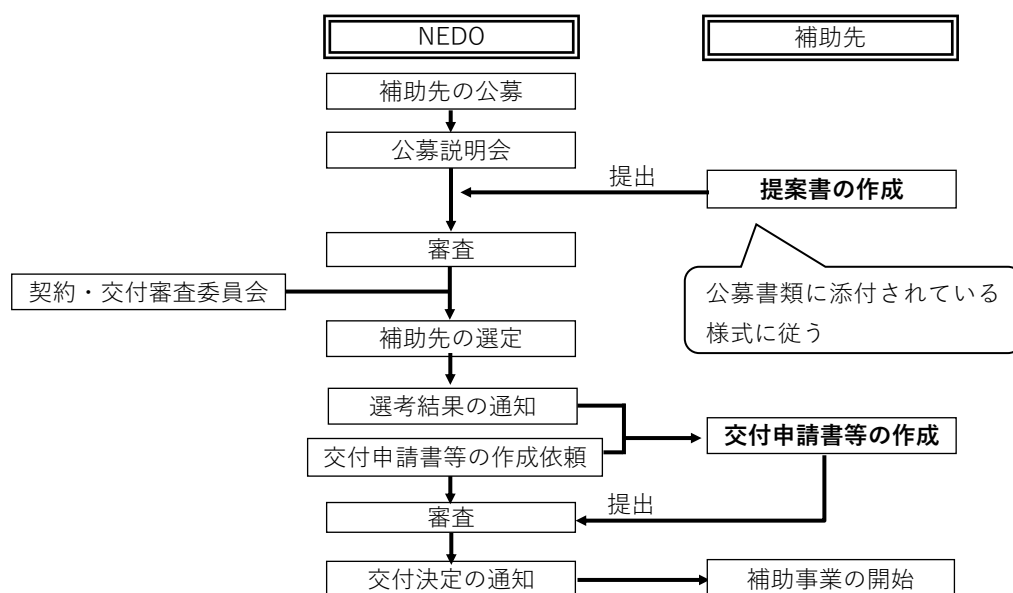 NEDO
補助先
補助先の公募
公募説明会
提出
提案書の作成
審査
契約・交付審査委員会
公募書類に添付されている
様式に従う
補助先の選定
選考結果の通知
交付申請書等の作成依頼
交付申請書等の作成
提出
審査
交付決定の通知
補助事業の開始